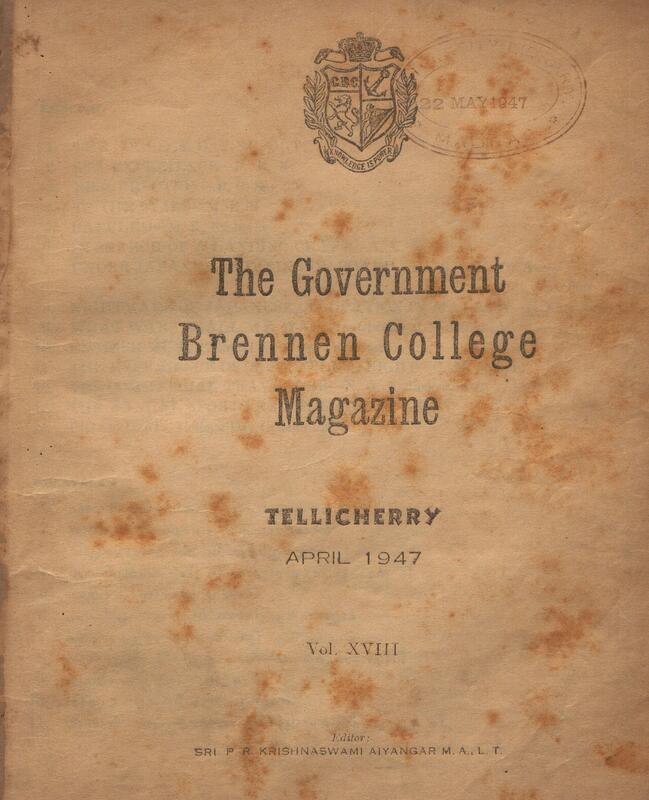 GBC
KNOWLEDGE IS POWER
22 MAY 1947
The Government
Brennen College
Magazine
TELLICHERRY
APRIL 1947
Vol. XVIII
Editor:
SRI P. R. KRISHNASWAMI AIYANGAR M. A., L. T.